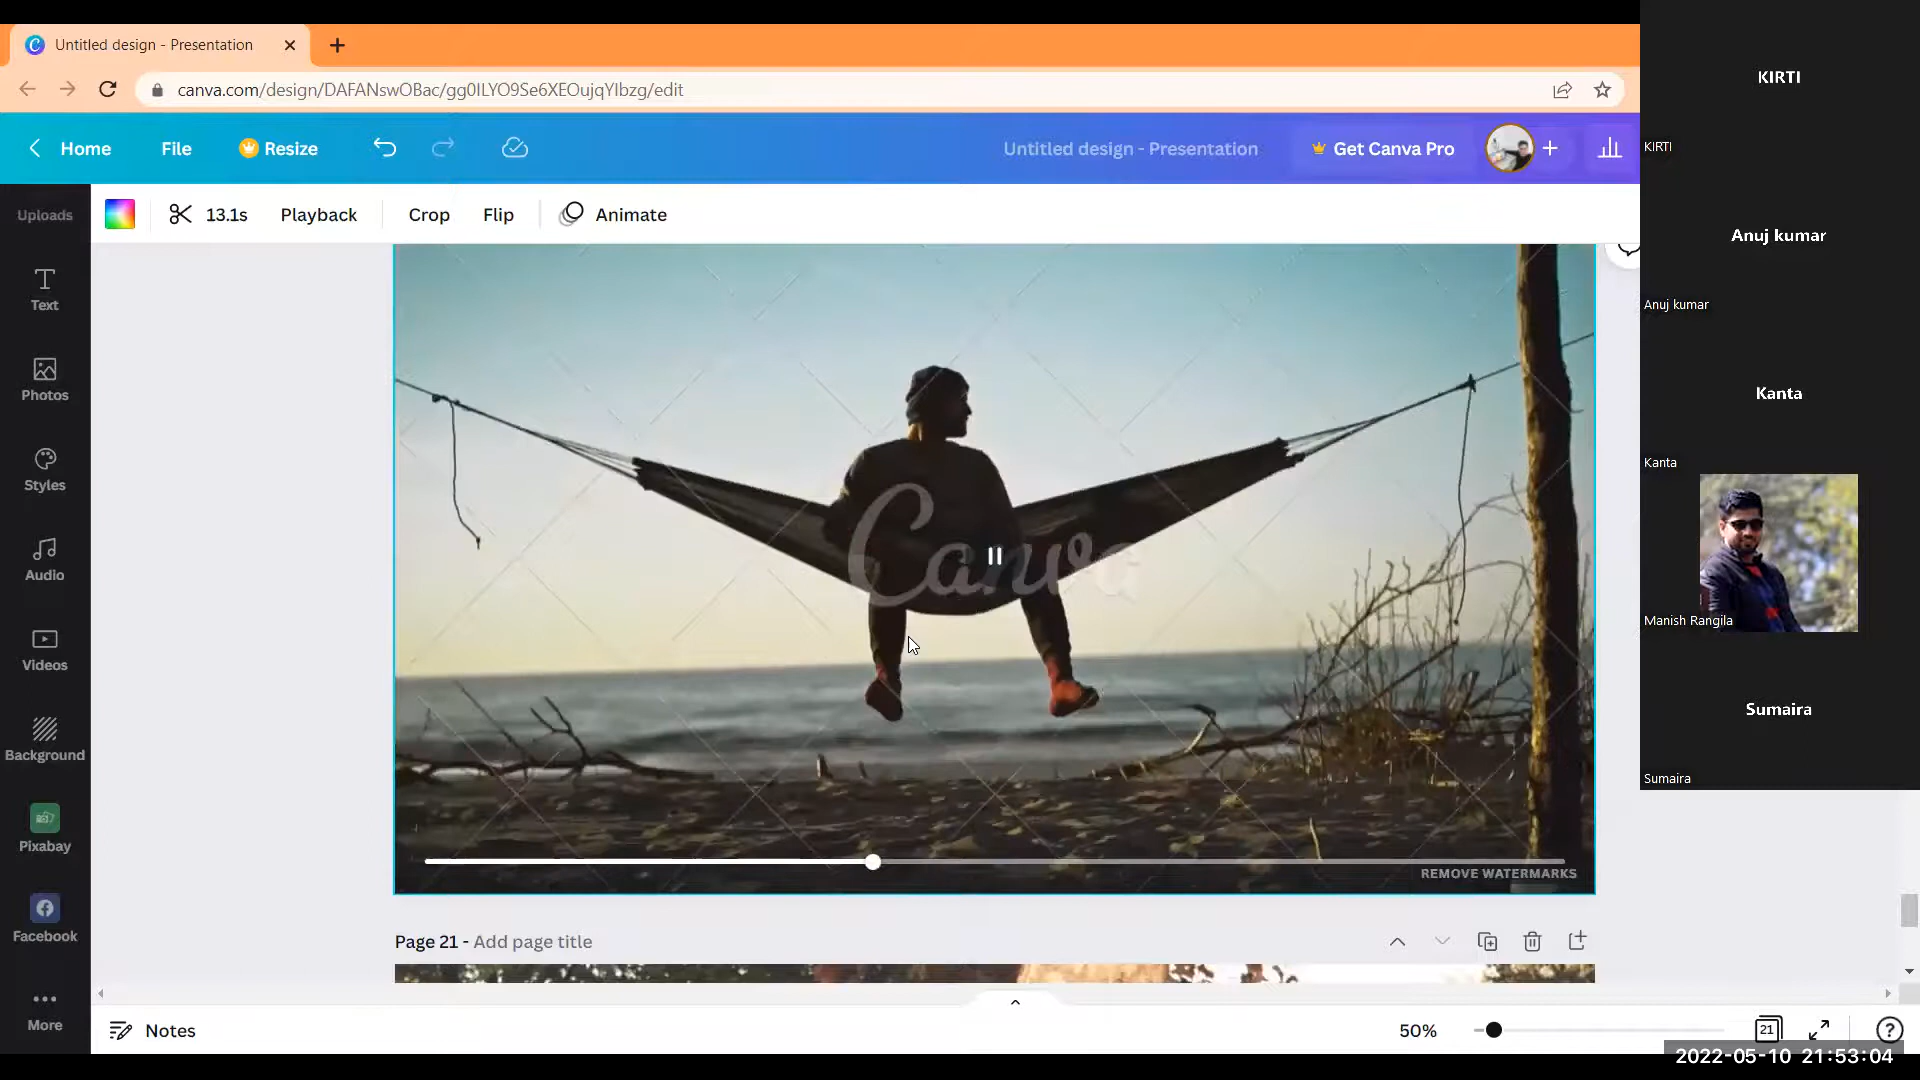 Untitled design - Presentation
canva.com/design/DAFANswOBac/gg0ILYO9Se6XEOujqYIbzg/edit
Home
File
Resize
Untitled design - Presentation
Get Canva Pro
13.1s
Playback
Crop
Flip
Animate
Uploads
Text
Photos
Styles
Audio
Videos
Background
Pixabay
Facebook
More
Canva
REMOVE WATERMARKS
Page 21 - Add page title
Notes
50%
21
?
KIRTI
KIRTI
Anuj kumar
Anuj kumar
Kanta
Kanta
Manish Rangila
Sumaira
Sumaira
2022-05-10 21:53:04